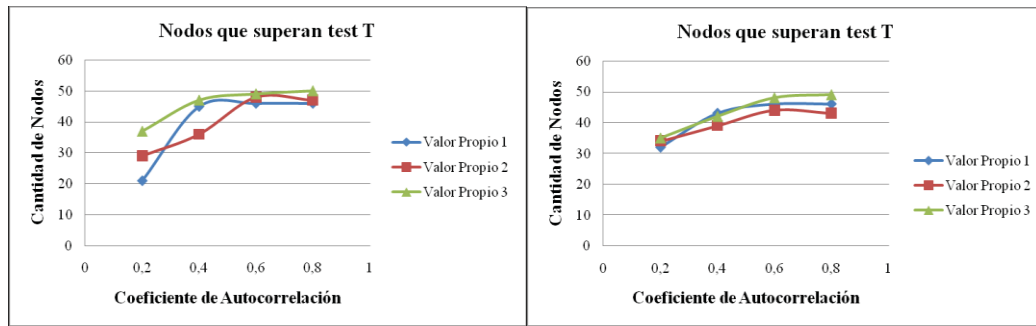 Nodos que superan test T
60
50
40
30
20
10
0
Cantidad de Nodos
0
0,2
0,4
0,6
0,8
1
Coeficiente de Autocorrelación
Valor Propio 1
Valor Propio 2
Valor Propio 3
Nodos que superan test T
60
50
40
30
20
10
0
Cantidad de Nodos
0
0,2
0,4
0,6
0,8
1
Coeficiente de Autocorrelación
Valor Propio 1
Valor Propio 2
Valor Propio 3